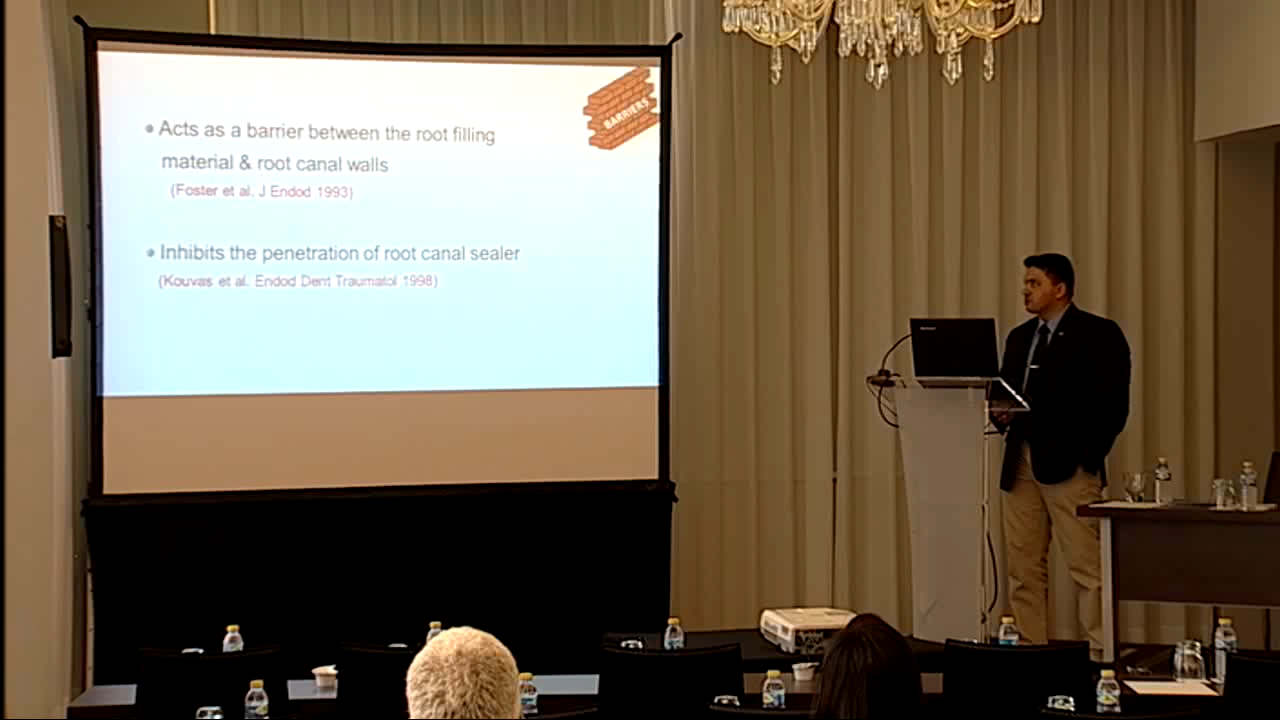 BARRIERS
• Acts as a barrier between the root filling
material & root canal walls
(Foster et al. J Endod 1993)
• Inhibits the penetration of root canal sealer
(Kouvas et al. Endod Dent Traumatol 1998)